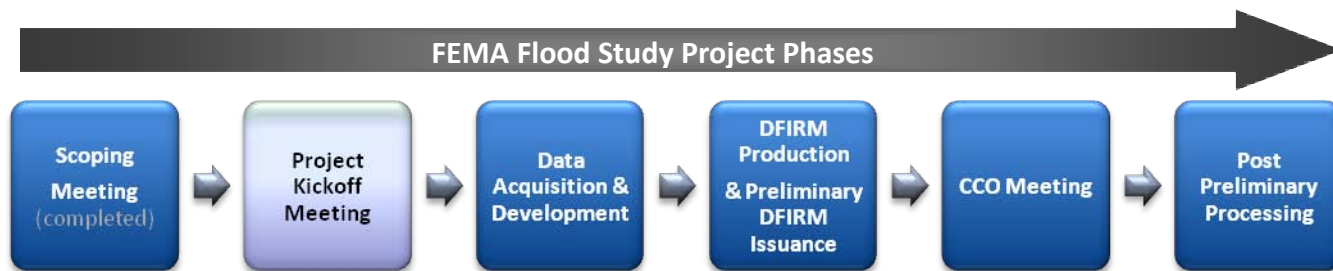 FEMA Flood Study Project Phases
Scoping
Meeting
(completed)
Project
Kickoff
Meeting
Data
Acquisition &
Development
DFIRM
Production
& Preliminary
DFIRM
Issuance
CCO Meeting
Post
Preliminary
Processing